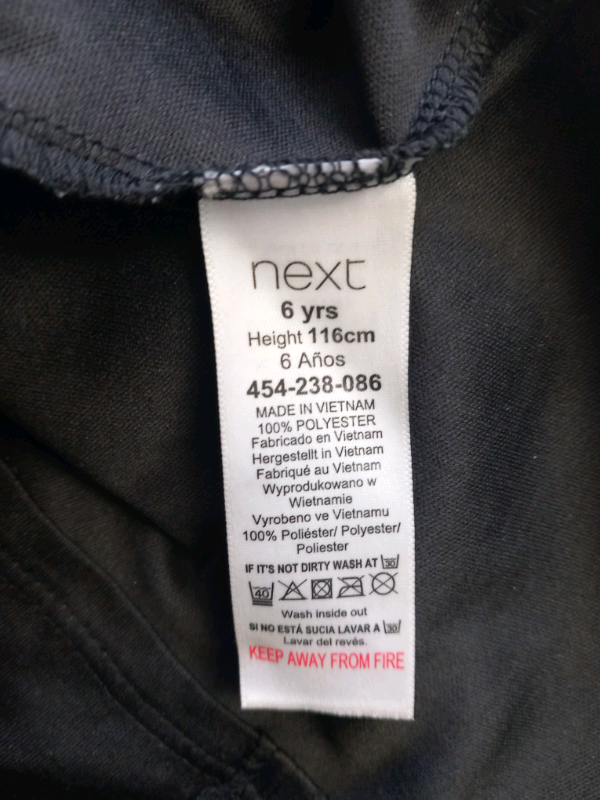 next
6 yrs
Height 116cm
6 Años
454-238-086
MADE IN VIETNAM
100% POLYESTER
Fabricado en Vietnam
Hergestellt in Vietnam
Fabriqué au Vietnam
Wyprodukowano w
Wietnamie
Vyrobeno ve Vietnamu
100% Poliéster/ Polyester/
Poliester
IF IT'S NOT DIRTY WASH AT 30
40
Wash inside out
SI NO ESTÁ SUCIA LAVAR A 30
Lavar del revés.
KEEP AWAY FROM FIRE